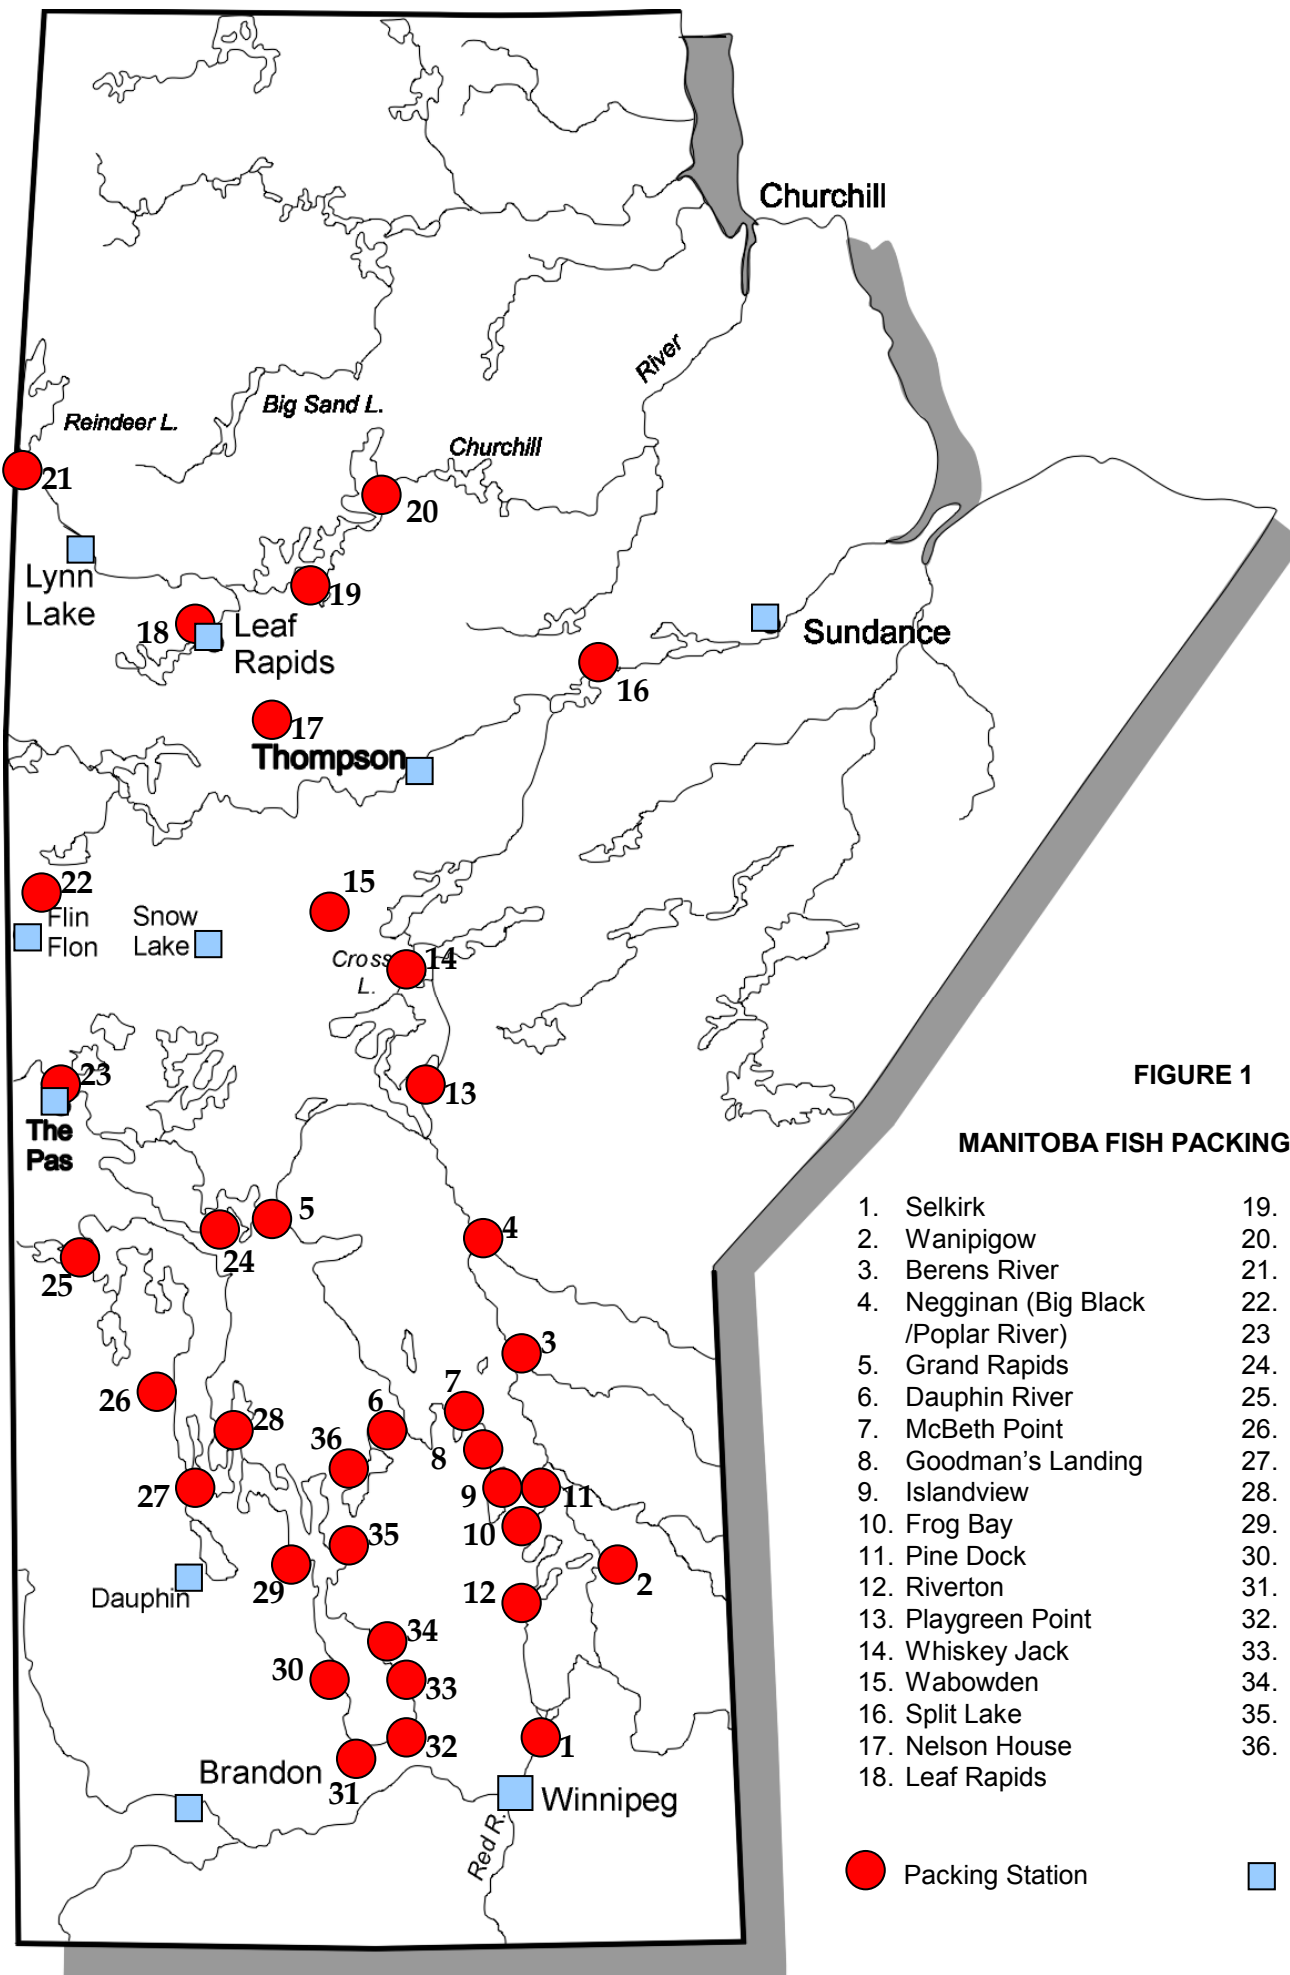 Churchill
River
Big Sand L.
Reindeer L.
Churchill
21
20
Lynn
Lake
19
18
Leaf
Rapids
Sundance
16
17
Thompson
22
15
Flin
Flon
Snow
Lake
Cross
L.
14
23
13
The
Pas
FIGURE 1
MANITOBA FISH PACKING
5
4
24
25
3
7
26
6
28
36
8
27
9
11
10
35
29
2
Dauphin
12
34
30
33
32
1
Brandon
31
Winnipeg
Red R.
1. Selkirk 19.
2. Wanipigow 20.
3. Berens River 21.
4. Negginan (Big Black 22.
/Poplar River) 23
5. Grand Rapids 24.
6. Dauphin River 25.
7. McBeth Point 26.
8. Goodman's Landing 27.
9. Islandview 28.
10. Frog Bay 29.
11. Pine Dock 30.
12. Riverton 31.
13. Playgreen Point 32.
14. Whiskey Jack 33.
15. Wabowden 34.
16. Split Lake 35.
17. Nelson House 36.
18. Leaf Rapids
Packing Station